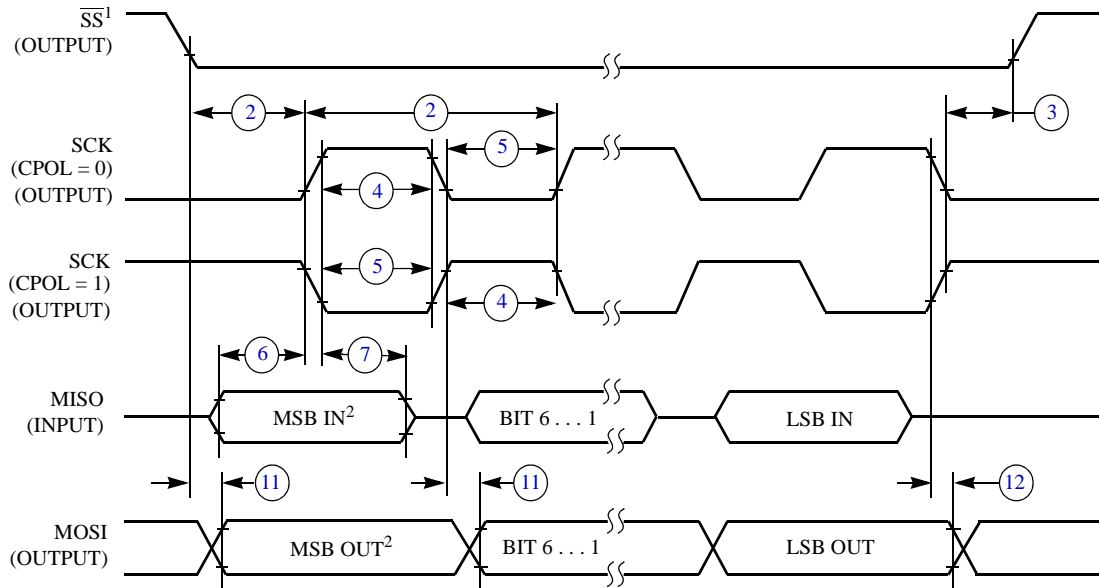 SS¹
(OUTPUT)
2
2
3
SCK
(CPOL = 0)
(OUTPUT)
5
4
SCK
(CPOL = 1)
(OUTPUT)
5
4
6
7
MISO
(INPUT)
MSB IN²
BIT 6 . . . 1
LSB IN
11
11
12
MOSI
(OUTPUT)
MSB OUT²
BIT 6 . . . 1
LSB OUT